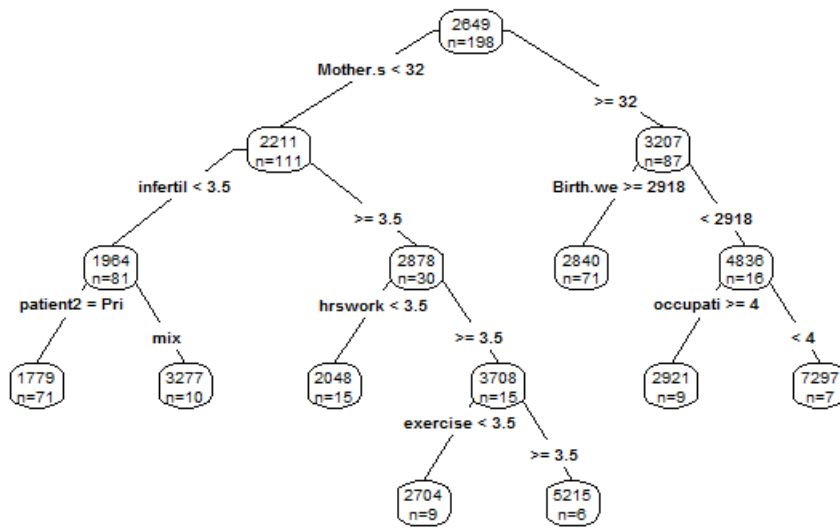 2649
n=198
Mother.s < 32
>= 32
2211
n=111
3207
n=87
infertil < 3.5
Birth.we >= 2918
>= 3.5
< 2918
1964
n=81
2878
n=30
2840
n=71
4836
n=16
patient2 = Pri
hrswork < 3.5
occupati >= 4
mix
>= 3.5
< 4
1779
n=71
3277
n=10
2048
n=15
3708
n=15
2921
n=9
7297
n=7
exercise < 3.5
>= 3.5
2704
n=9
5215
n=6